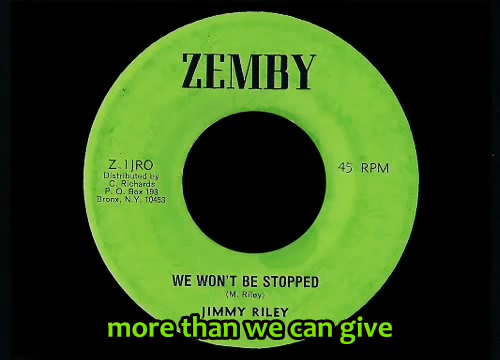 ZEMBY
Z. 1JRO
Distributed by
C. Richards
P. O. Box 193
Bronx, N.Y. 10453
45 RPM
WE WON'T BE STOPPED
(M. Riley)
JIMMY RILEY
more than we can give